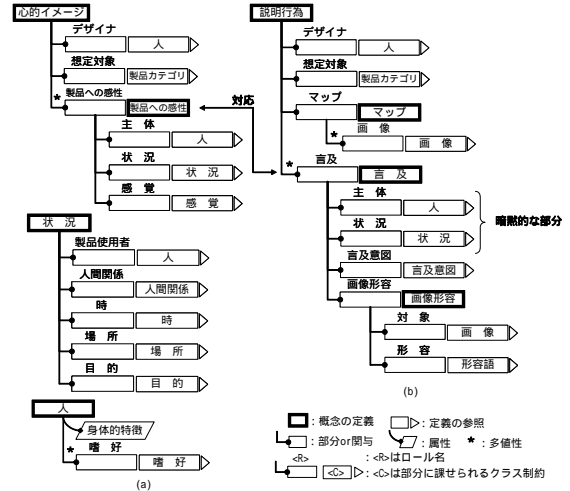 心的イメージ
デザイナ
人
想定対象
製品カテゴリ
* 製品への感性
製品への感性
主 体
人
状 況
状 況
感 覚
感 覚
対応
状 況
製品使用者
人
人間関係
人間関係
時
時
場 所
場 所
目 的
目 的
人
身体的特徴
* 嗜 好
嗜 好
(a)
説明行為
デザイナ
人
想定対象
製品カテゴリ
マップ
マップ
* 画 像
画 像
* 言及
言 及
主 体
人
状 況
状 況
暗黙的な部分
言及意図
言及意図
画像形容
画像形容
対 象
画 像
形 容
形容語
(b)
: 概念の定義 : 定義の参照
: 部分or関与 : 属性 * : 多値性
<R> : <R>はロール名
<C> : <C>は部分に課せられるクラス制約